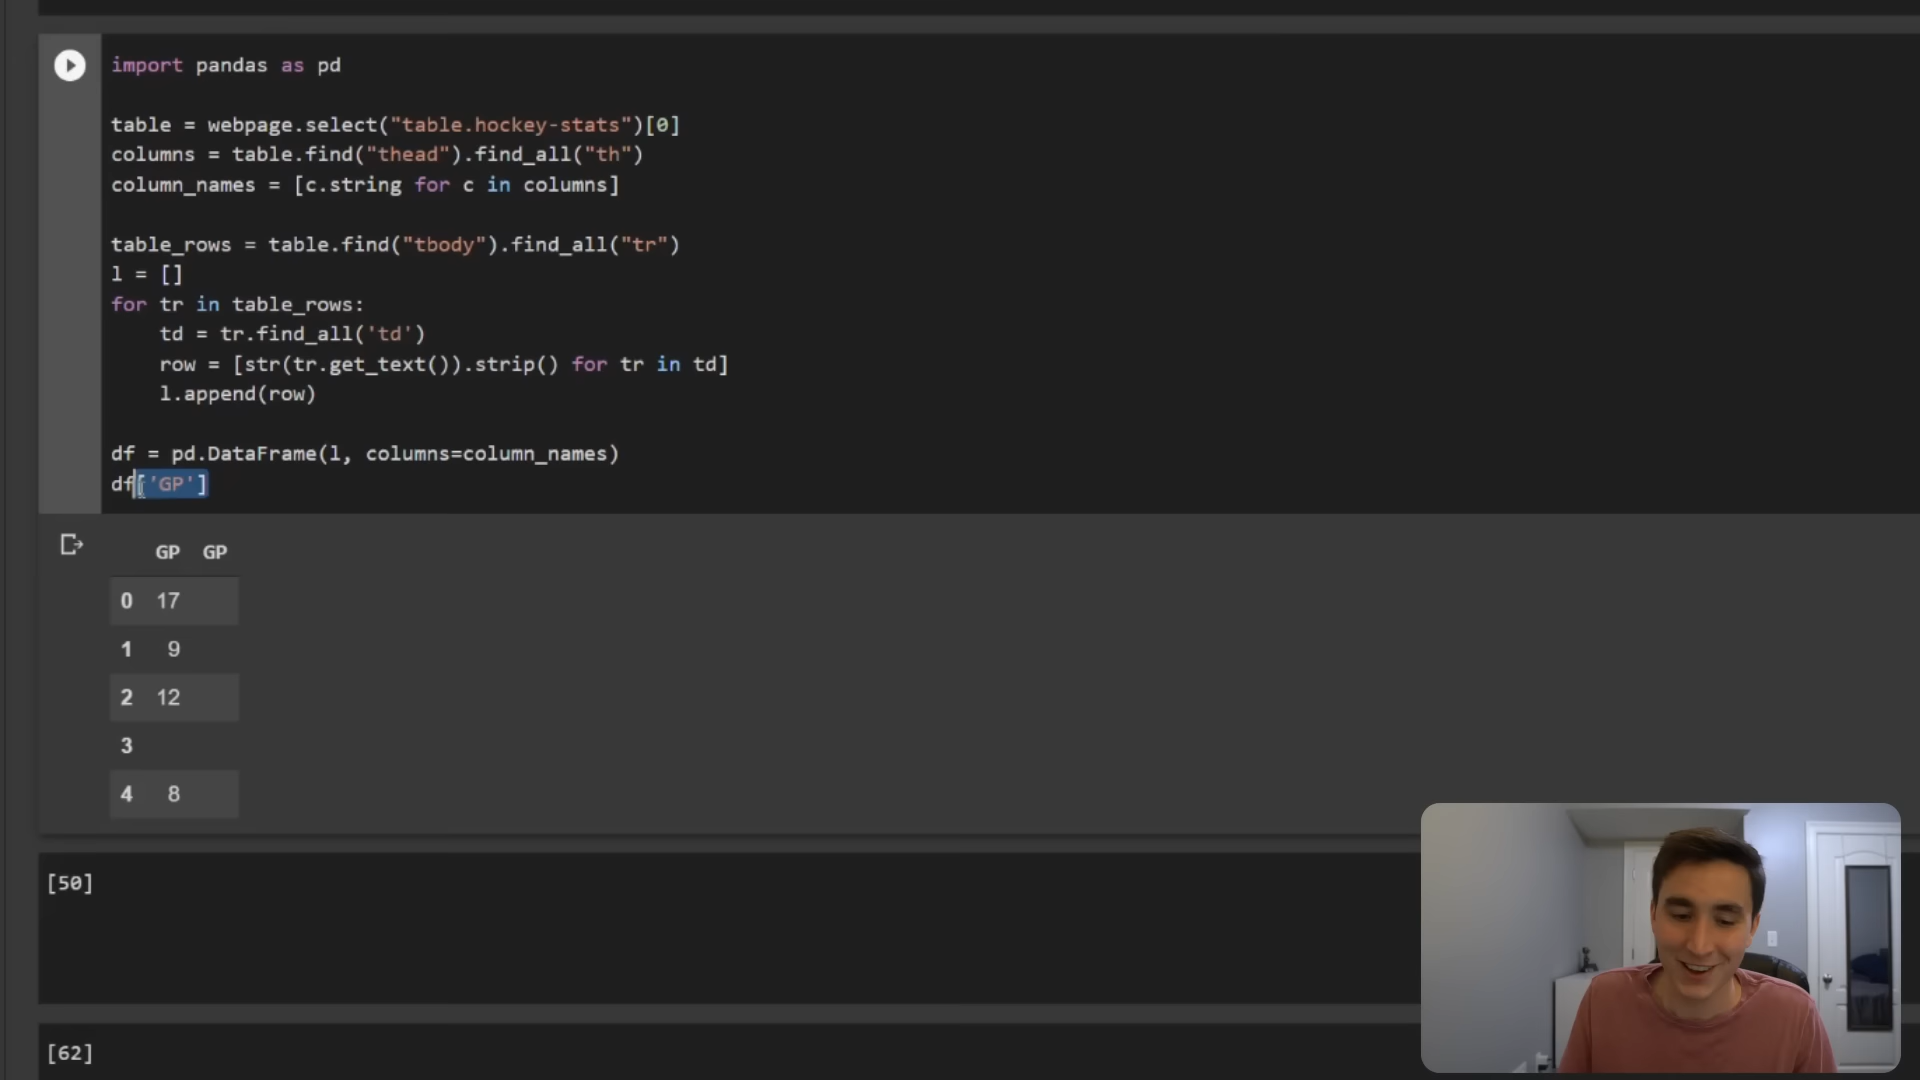 import pandas as pd
table = webpage.select("table.hockey-stats")[0]
columns = table.find("thead").find_all("th")
column_names = [c.string for c in columns]
table_rows = table.find("tbody").find_all("tr")
l = []
for tr in table_rows:
    td = tr.find_all('td')
    row = [str(tr.get_text()).strip() for tr in td]
    l.append(row)
df = pd.DataFrame(l, columns=column_names)
df['GP']
GP GP
0 17
1 9
2 12
3
4 8
[50]
[62]